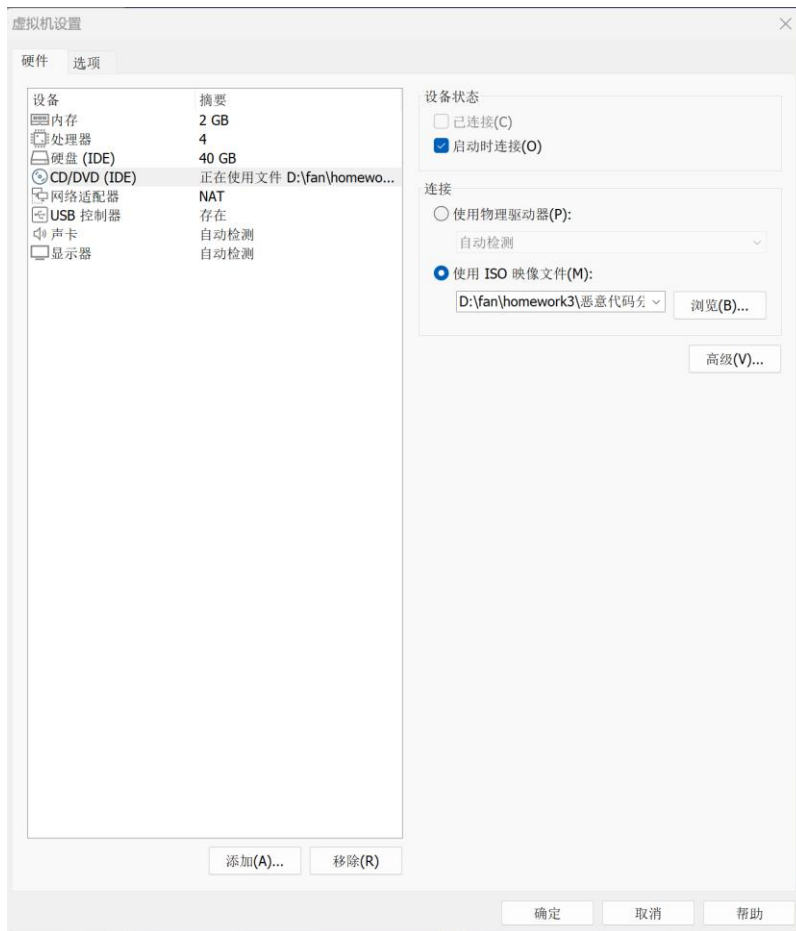 虚拟机设置
硬件 选项
设备 摘要
内存 2 GB
处理器 4
硬盘 (IDE) 40 GB
CD/DVD (IDE) 正在使用文件 D:\fan\homewo...
网络适配器 NAT
USB 控制器 存在
声卡 自动检测
显示器 自动检测
添加(A)... 移除(R)
设备状态
已连接(C)
启动时连接(O)
连接
使用物理驱动器(P):
自动检测
使用 ISO 映像文件(M):
D:\fan\homework3\恶意代码分 浏览(B)...
高级(V)...
确定 取消 帮助